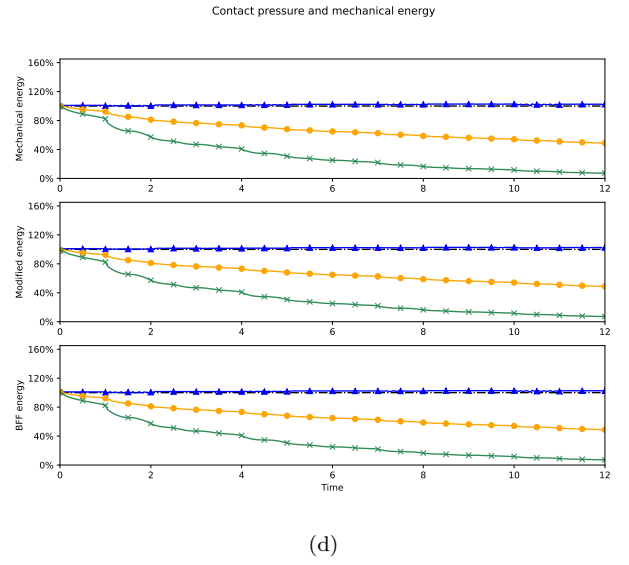 Contact pressure and mechanical energy
160%
120%
80%
40%
0%
Mechanical energy
0 2 4 6 8 10 12
160%
120%
80%
40%
0%
Modified energy
0 2 4 6 8 10 12
160%
120%
80%
40%
0%
BFF energy
0 2 4 6 8 10 12
Time
(d)